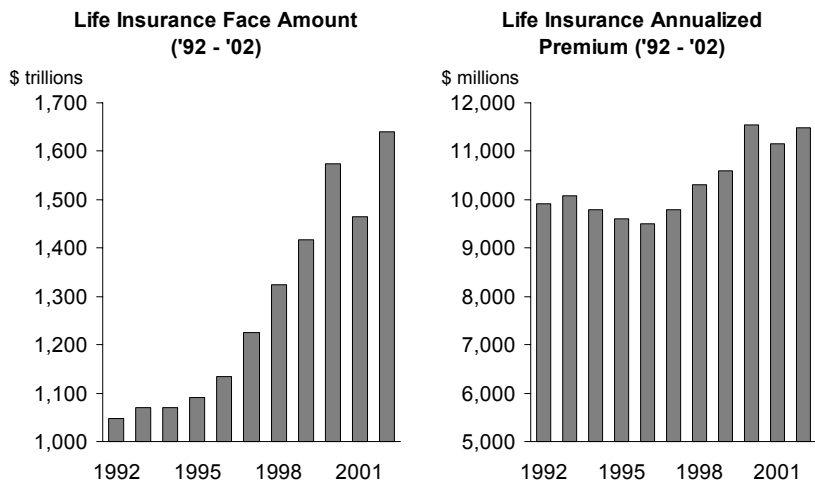 Life Insurance Face Amount
('92 - '02)
$ trillions
1,700
1,600
1,500
1,400
1,300
1,200
1,100
1,000
1992 1995 1998 2001
Life Insurance Annualized
Premium ('92 - '02)
$ millions
12,000
11,000
10,000
9,000
8,000
7,000
6,000
5,000
1992 1995 1998 2001